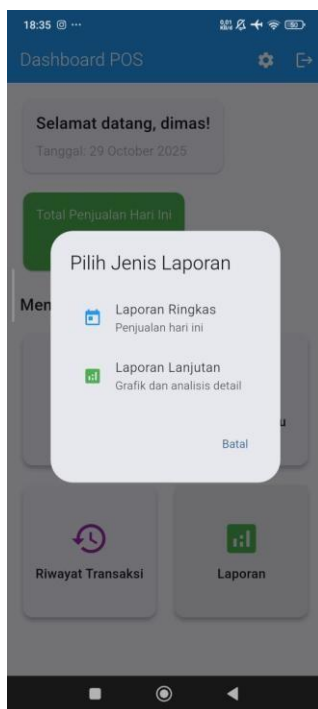 18:35
Dashboard POS
Selamat datang, dimas!
Tanggal: 29 October 2025
Total Penjualan Hari Ini
Men
Pilih Jenis Laporan
Laporan Ringkas
Penjualan hari ini
Laporan Lanjutan
Grafik dan analisis detail
Batal
u
Riwayat Transaksi
Laporan